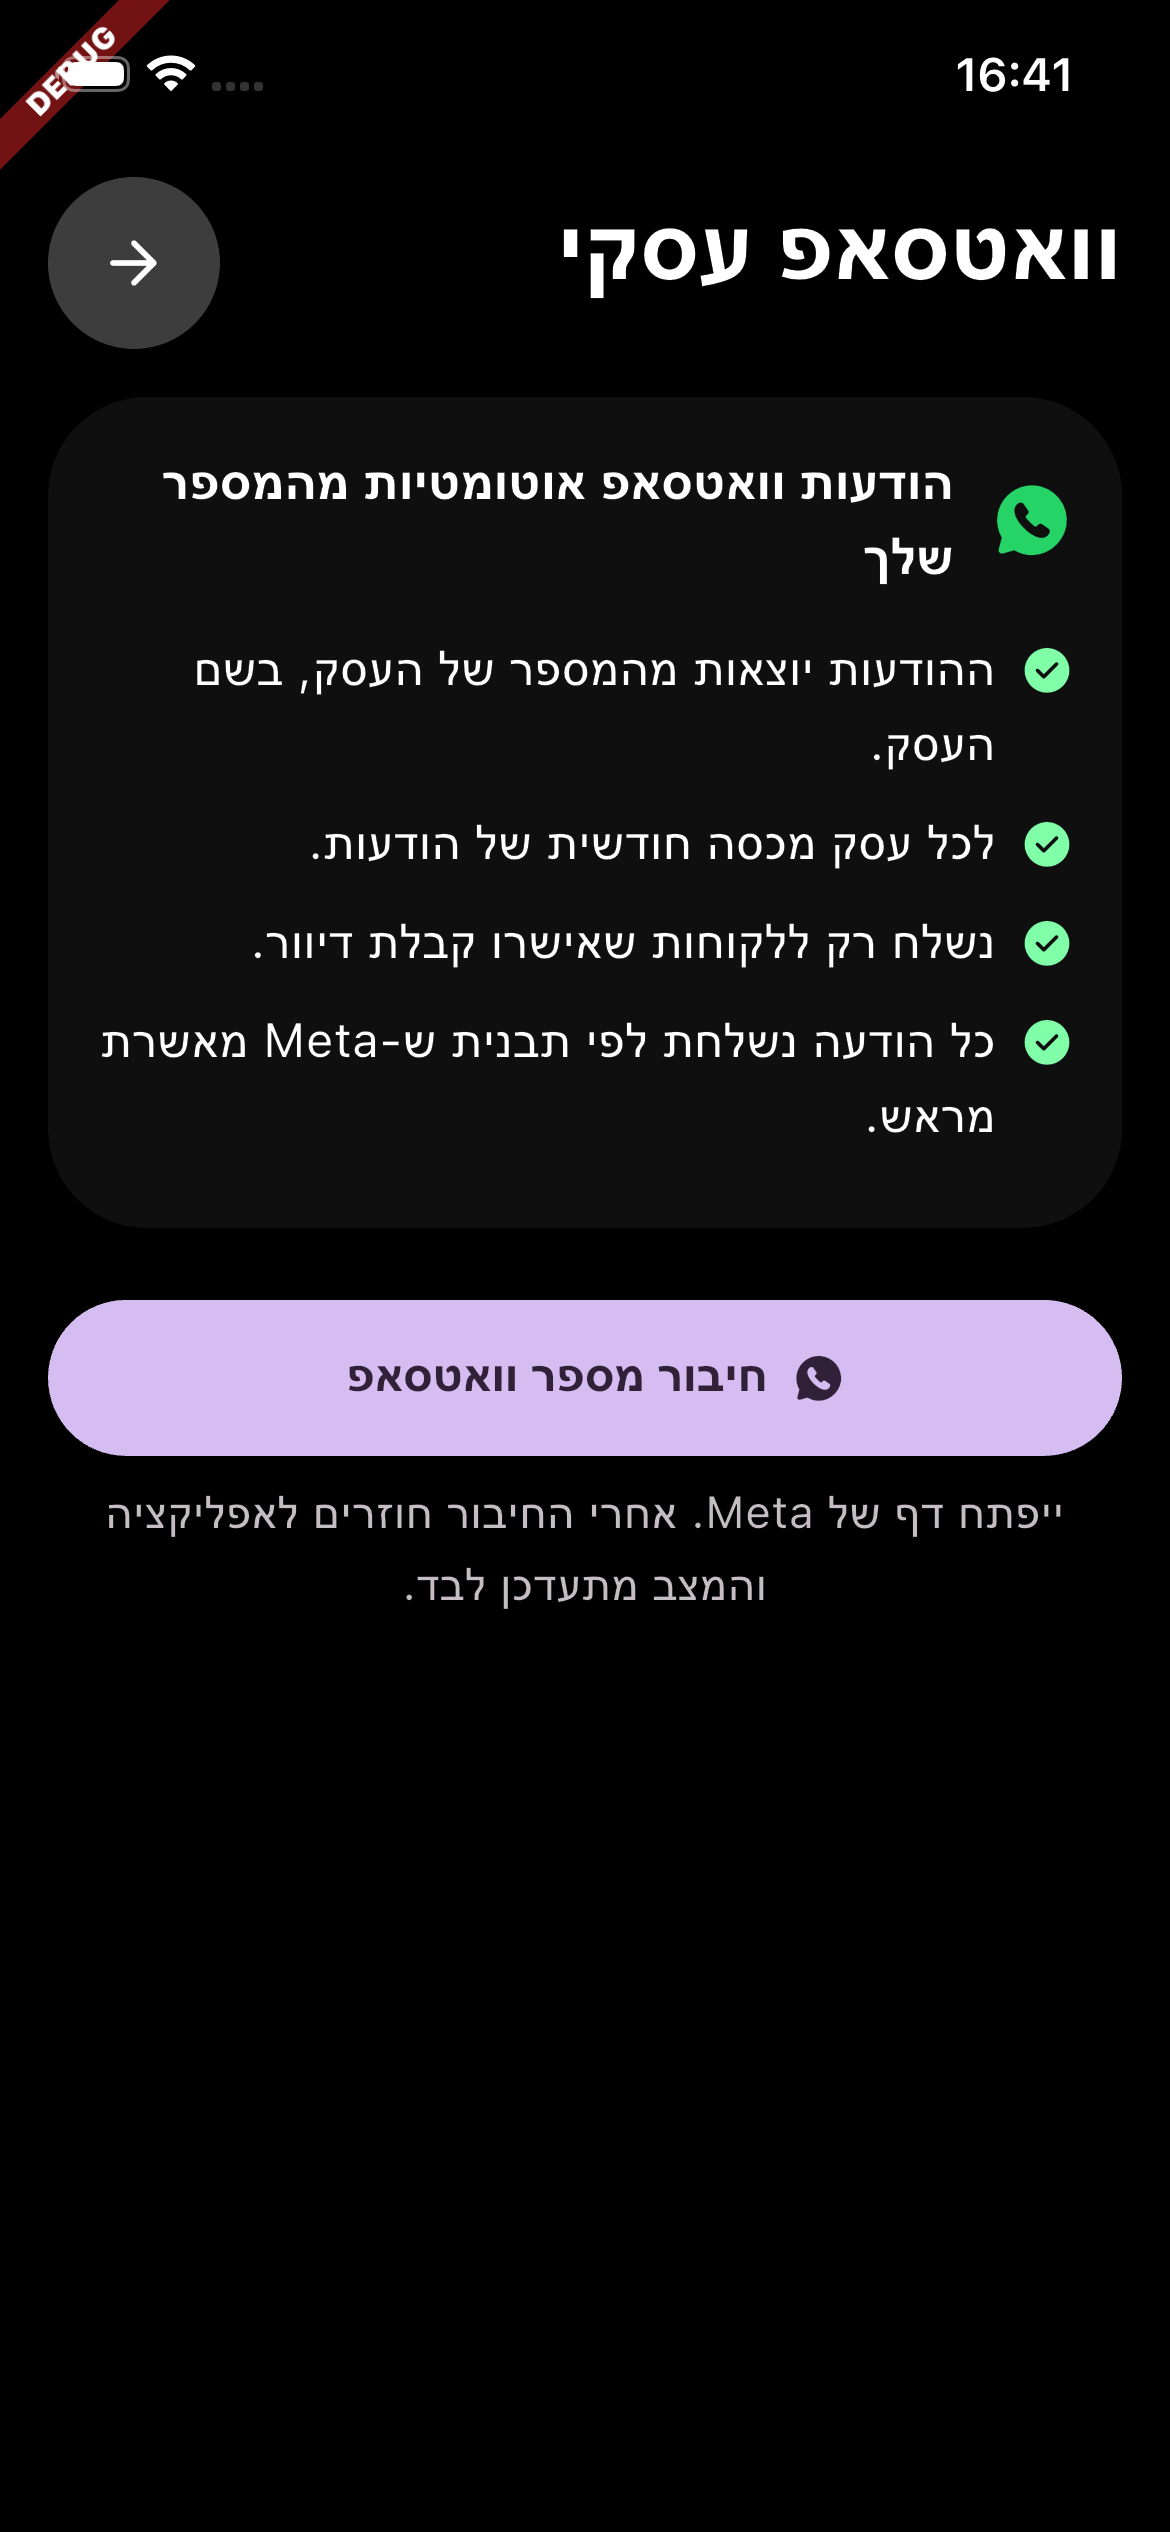 DEBUG
16:41
וואטסאפ עסקי
הודעות וואטסאפ אוטומטיות מהמספר
שלך
ההודעות יוצאות מהמספר של העסק, בשם
העסק.
לכל עסק מכסה חודשית של הודעות.
נשלח רק ללקוחות שאישרו קבלת דיוור.
כל הודעה נשלחת לפי תבנית ש-Meta מאשרת
מראש.
חיבור מספר וואטסאפ
ייפתח דף של Meta. אחרי החיבור חוזרים לאפליקציה
והמצב מתעדכן לבד.